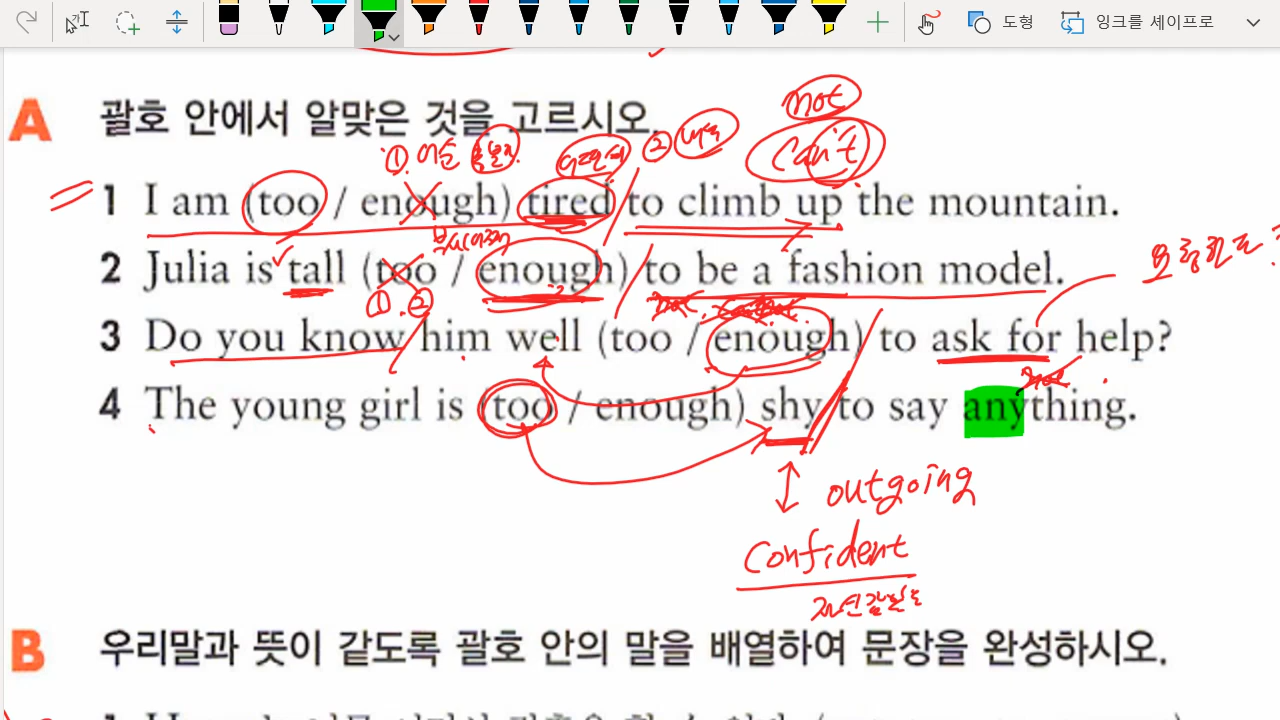 도형 잉크를 셰이프로
not
A 괄호 안에서 알맞은 것을 고르시오.
① 어순 ② can't
1 I am (too / enough) tired to climb up the mountain.
2 Julia is tall (too / enough) to be a fashion model.
①, ②
3 Do you know him well (too / enough) to ask for help?
not
4 The young girl is (too / enough) shy to say anything.
outgoing
confident
B 우리말과 뜻이 같도록 괄호 안의 말을 배열하여 문장을 완성하시오.